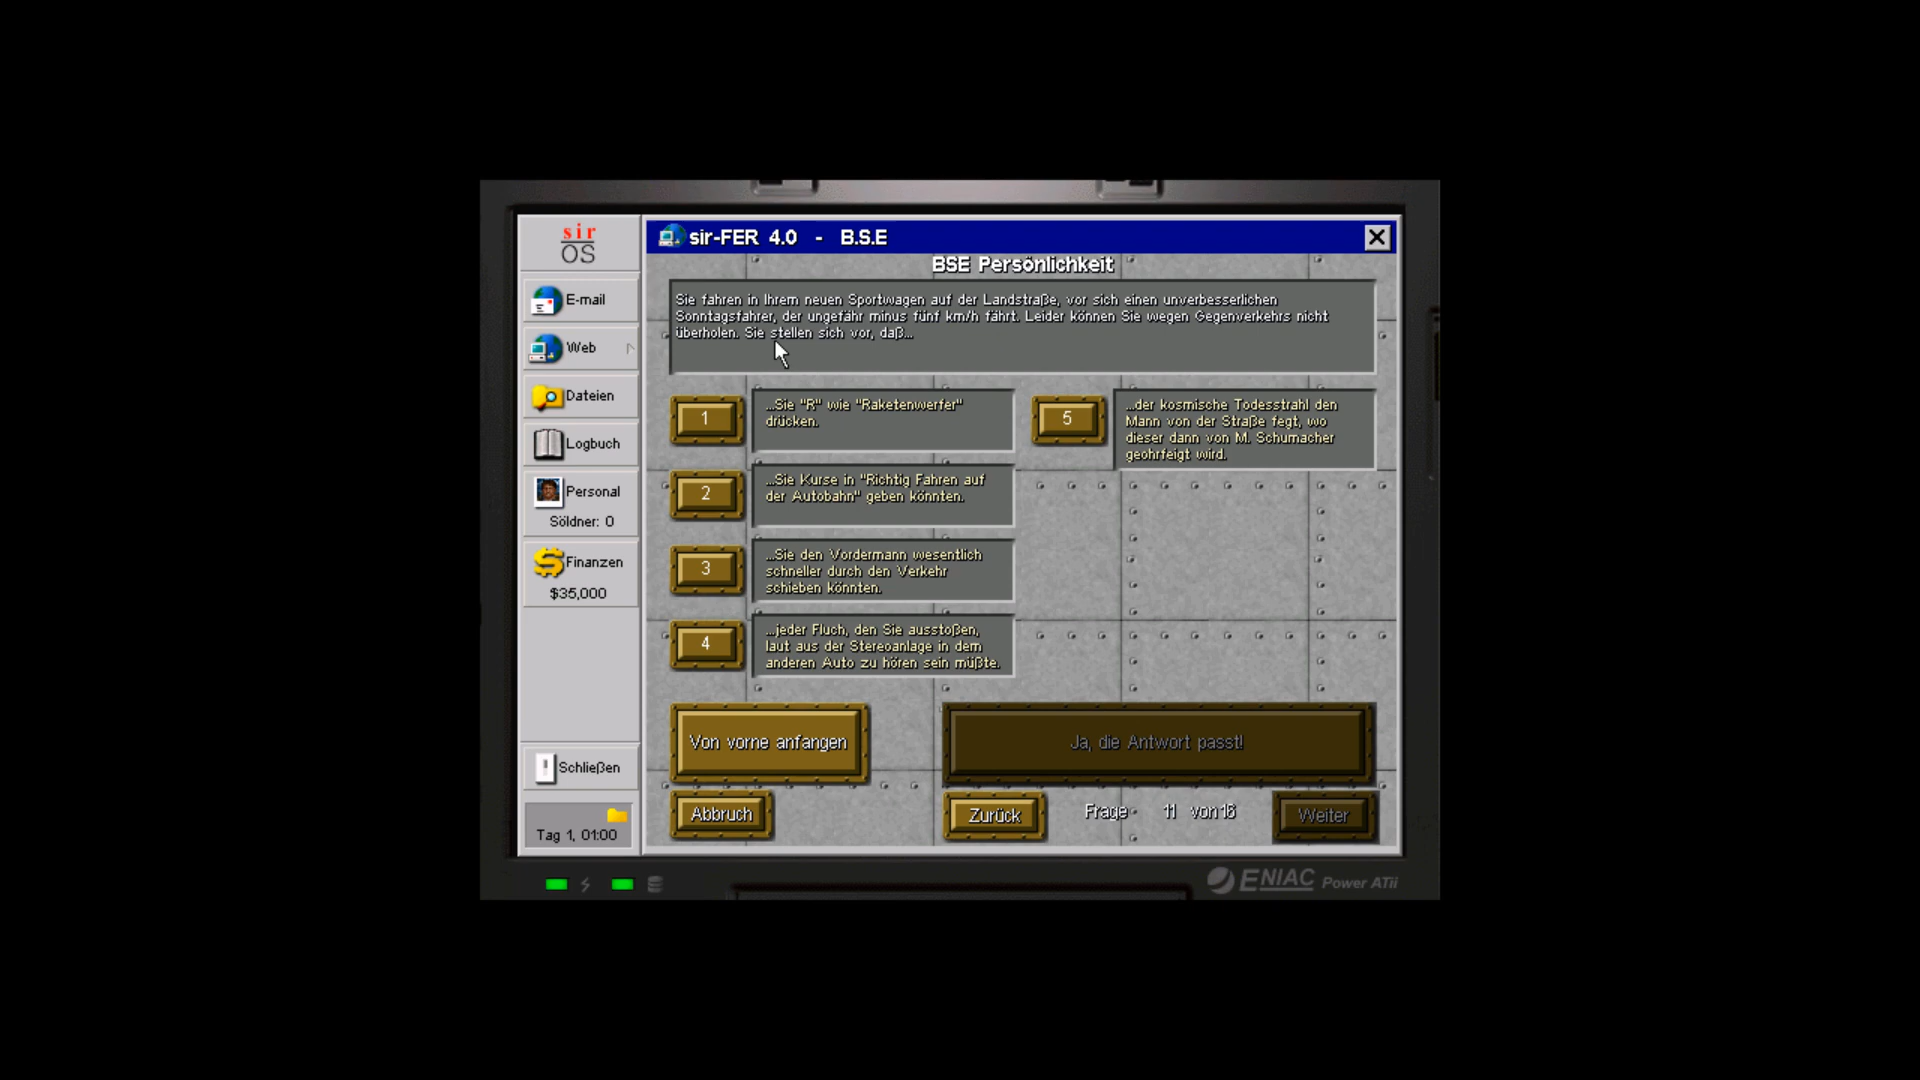 sir
OS
E-mail
Web
Dateien
Logbuch
Personal
Söldner: 0
Finanzen
$35,000
Schließen
Tag 1, 01:00
sir-FER 4.0 - B.S.E
BSE Persönlichkeit
Sie fahren in Ihrem neuen Sportwagen auf der Landstraße, vor sich einen unverbesserlichen
Sonntagsfahrer, der ungefähr minus fünf km/h fährt. Leider können Sie wegen Gegenverkehrs nicht
überholen. Sie stellen sich vor, daß...
1
...Sie "R" wie "Raketenwerfer"
drücken.
2
...Sie Kurse in "Richtig Fahren auf
der Autobahn" geben könnten.
3
...Sie den Vordermann wesentlich
schneller durch den Verkehr
schieben könnten.
4
...jeder Fluch, den Sie ausstoßen,
laut aus der Stereoanlage in dem
anderen Auto zu hören sein müßte.
5
...der kosmische Todesstrahl den
Mann von der Straße fegt, wo
dieser dann von M. Schumacher
geohrfeigt wird.
Von vorne anfangen
Ja, die Antwort passt!
Abbruch
Zurück
Frage 11 von 16
Weiter
ENIAC Power ATii